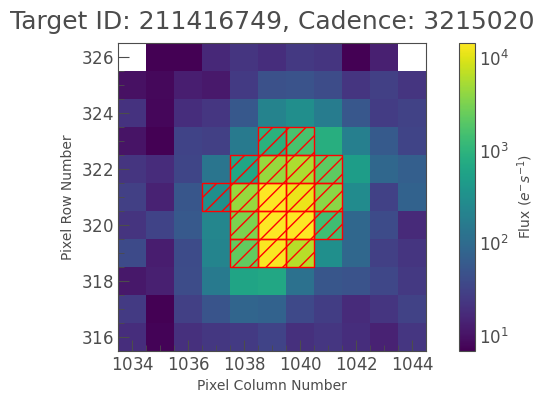 Target ID: 211416749, Cadence: 3215020
326
324
322
320
318
316
Pixel Row Number
1034 1036 1038 1040 1042 1044
Pixel Column Number
10⁴
10³
10²
10¹
Flux (e⁻s⁻¹)